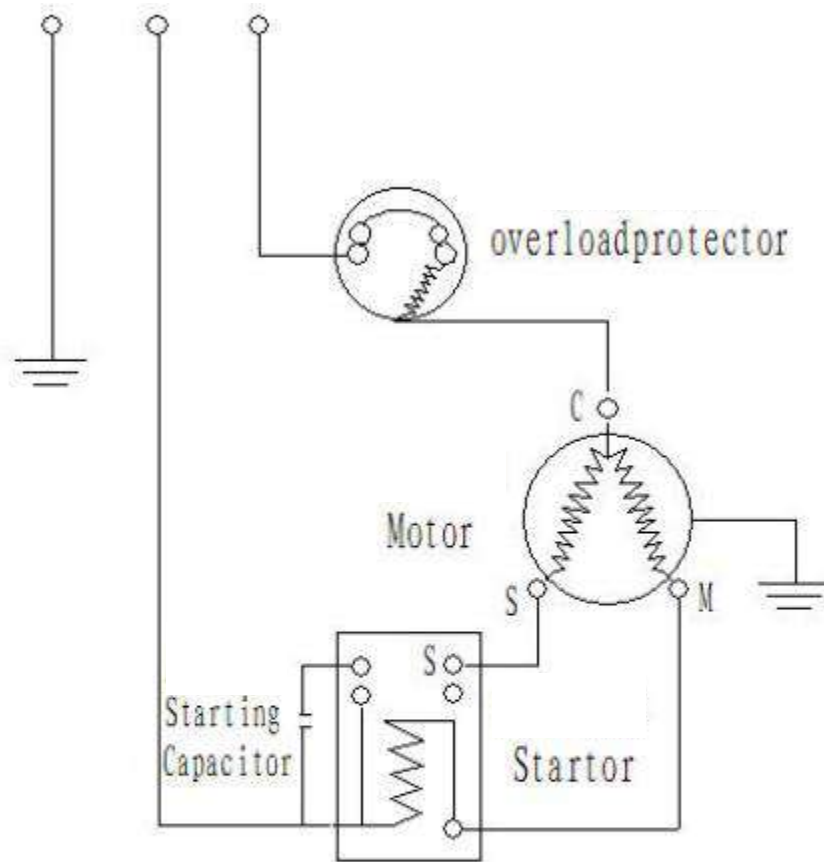 overloadprotector
C
Motor
S
M
S
Starting
Capacitor
Startor